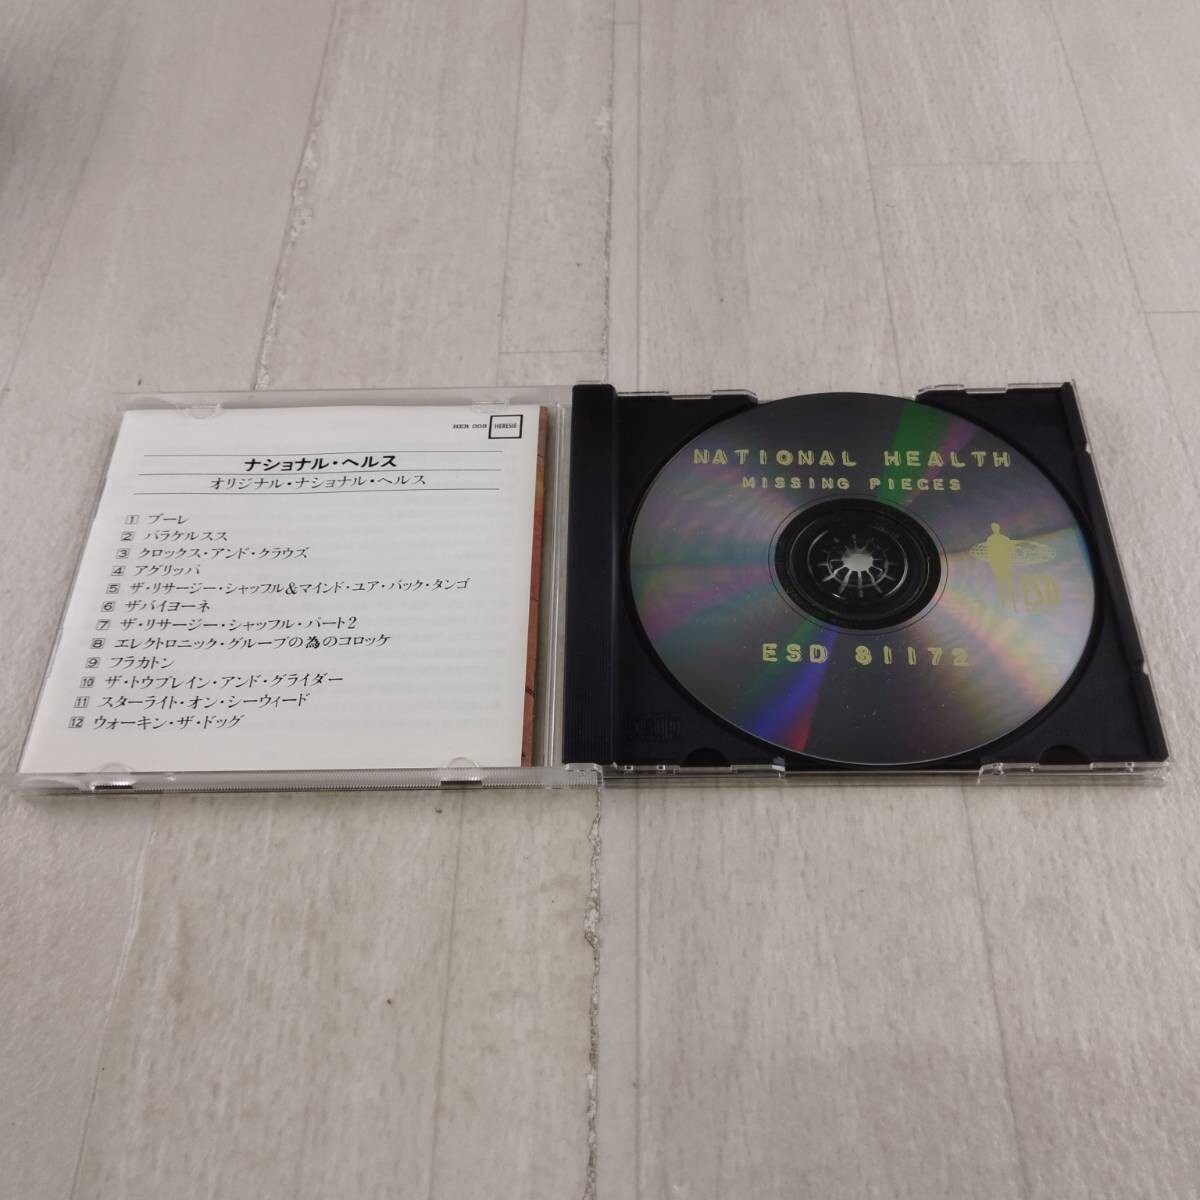 HER 008
HERESIE
ナショナル・ヘルス
オリジナル・ナショナル・ヘルス
1 ブーレ
2 パラケルスス
3 クロックス・アンド・クラウズ
4 アグリッパ
5 ザ・リサージー・シャッフル&マインド・ユア・バック・タンゴ
6 ザバイヨーネ
7 ザ・リサージー・シャッフル・パート2
8 エレクトロニック・グループの為のコロッケ
9 フラカトン
10 ザ・トウプレイン・アンド・グライダー
11 スターライト・オン・シーウィード
12 ウォーキン・ザ・ドッグ
NATIONAL HEALTH
MISSING PIECES
ESD
ESD 81172